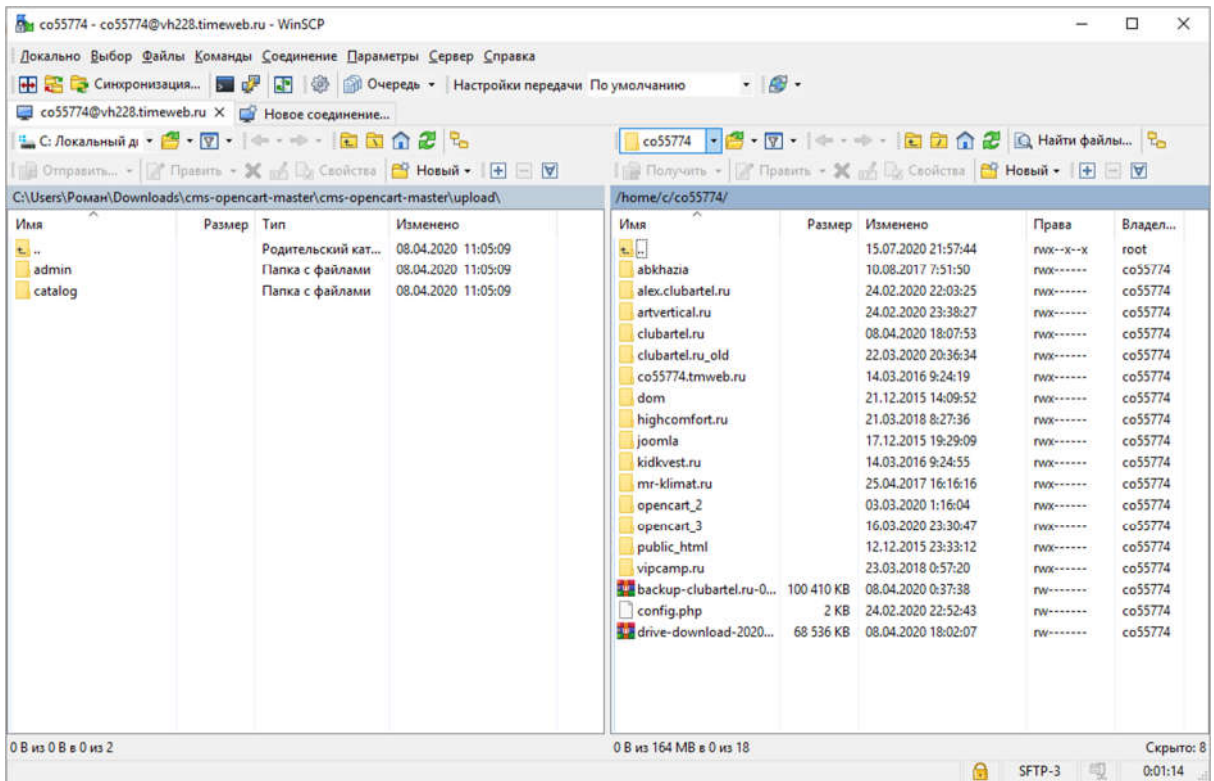 co55774 - co55774@vh228.timeweb.ru - WinSCP
Локально Выбор Файлы Команды Соединение Параметры Сервер Справка
Синхронизация... Очередь Настройки передачи По умолчанию
co55774@vh228.timeweb.ru Новое соединение...
C: Локальный ди
Отправить... Править Свойства Новый
C:\Users\Роман\Downloads\cms-opencart-master\cms-opencart-master\upload\
Имя Размер Тип Изменено
.. Родительский кат... 08.04.2020 11:05:09
admin Папка с файлами 08.04.2020 11:05:09
catalog Папка с файлами 08.04.2020 11:05:09
0 B из 0 B в 0 из 2
co55774 Найти файлы...
Получить Править Свойства Новый
/home/c/co55774/
Имя Размер Изменено Права Владел...
.. 15.07.2020 21:57:44 rwx--x--x root
abkhazia 10.08.2017 7:51:50 rwx------ co55774
alex.clubartel.ru 24.02.2020 22:03:25 rwx------ co55774
artvertical.ru 24.02.2020 23:38:27 rwx------ co55774
clubartel.ru 08.04.2020 18:07:53 rwx------ co55774
clubartel.ru_old 22.03.2020 20:36:34 rwx------ co55774
co55774.tmweb.ru 14.03.2016 9:24:19 rwx------ co55774
dom 21.12.2015 14:09:52 rwx------ co55774
highcomfort.ru 21.03.2018 8:27:36 rwx------ co55774
joomla 17.12.2015 19:29:09 rwx------ co55774
kidkvest.ru 14.03.2016 9:24:55 rwx------ co55774
mr-klimat.ru 25.04.2017 16:16:16 rwx------ co55774
opencart_2 03.03.2020 1:16:04 rwx------ co55774
opencart_3 16.03.2020 23:30:47 rwx------ co55774
public_html 12.12.2015 23:33:12 rwx------ co55774
vipcamp.ru 23.03.2018 0:57:20 rwx------ co55774
backup-clubartel.ru-0... 100 410 KB 08.04.2020 0:37:38 rw------- co55774
config.php 2 KB 24.02.2020 22:52:43 rw------- co55774
drive-download-2020... 68 536 KB 08.04.2020 18:02:07 rw------- co55774
0 B из 164 MB в 0 из 18 Скрыто: 8
SFTP-3 0:01:14